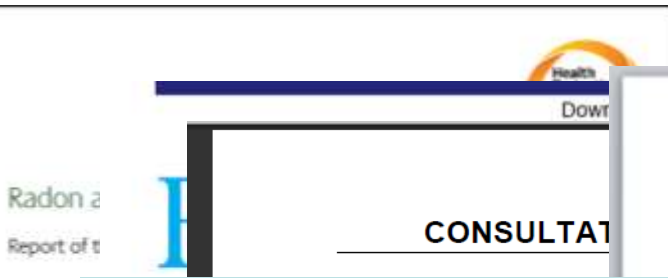 Health
Down
Radon a
CONSULTAT
Report of t